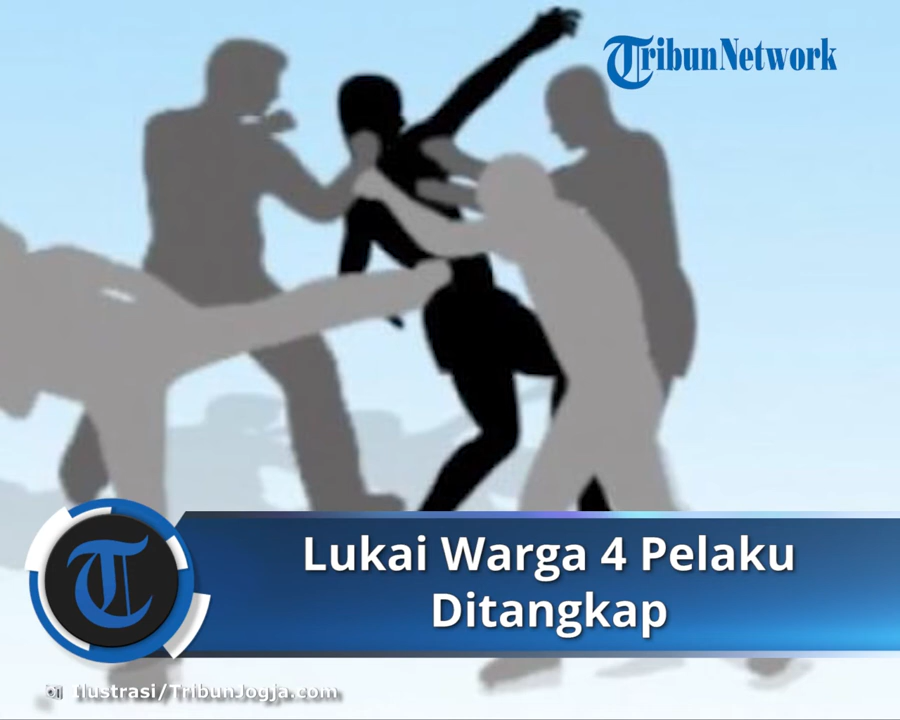 TribunNetwork
Lukai Warga 4 Pelaku
Ditangkap
T
Ilustrasi/TribunJogja.com